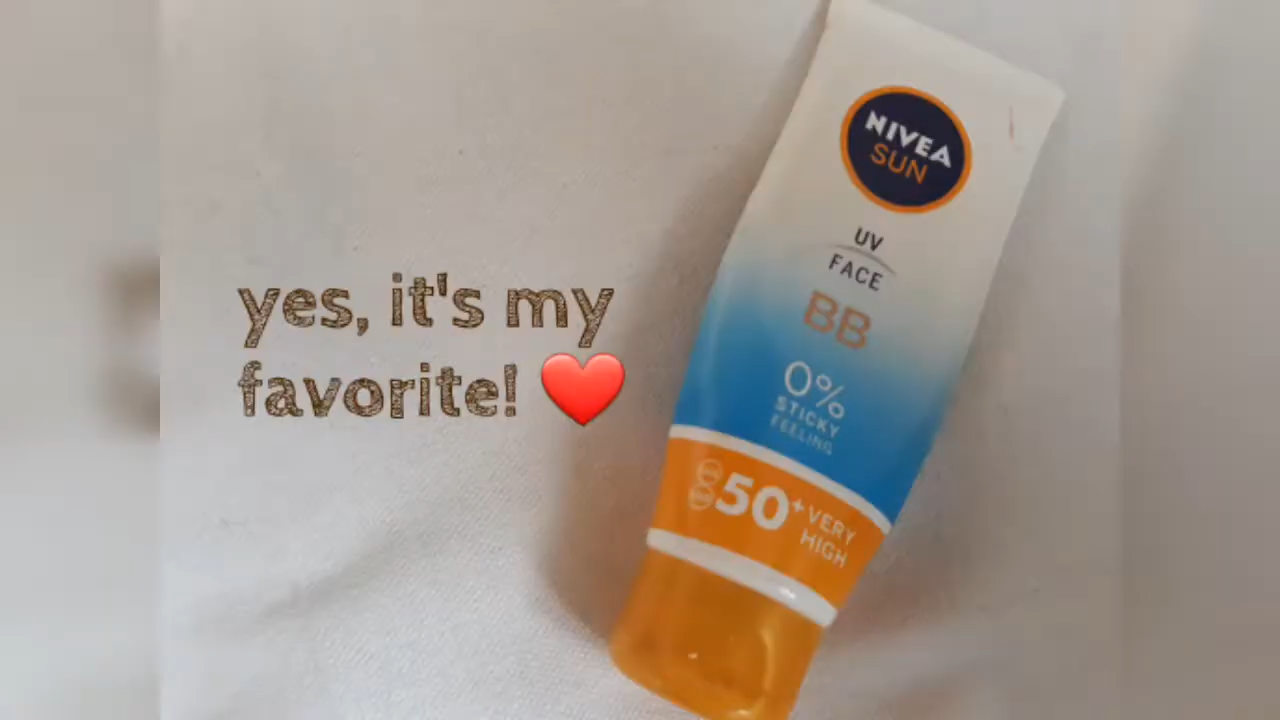 yes, it's my
favorite! ❤️
NIVEA
SUN
UV
FACE
BB
0%
STICKY
FEELING
50+ VERY
HIGH